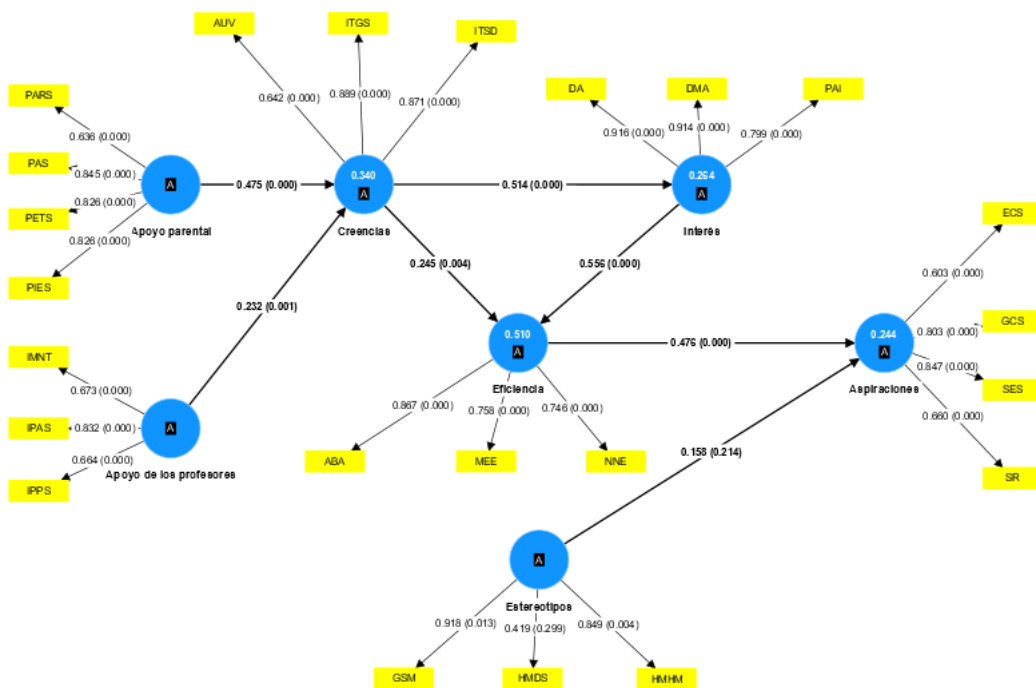 AUV
ITGS
ITSD
DA
DMA
PAI
PARS
PAS
PETS
PIES
0.636 (0.000)
0.845 (0.000)
0.826 (0.000)
0.826 (0.000)
0.642 (0.000)
0.889 (0.000)
0.871 (0.000)
0.916 (0.000)
0.914 (0.000)
0.799 (0.000)
A
Apoyo parental
0.475 (0.000)
0.340
A
Creencias
0.514 (0.000)
0.264
A
Interés
0.232 (0.001)
0.245 (0.004)
0.556 (0.000)
ECS
GCS
SES
SR
0.603 (0.000)
0.803 (0.000)
0.847 (0.000)
0.660 (0.000)
0.510
A
Eficiencia
0.476 (0.000)
0.244
A
Aspiraciones
IMNT
IPAS
IPPS
0.673 (0.000)
0.832 (0.000)
0.664 (0.000)
A
Apoyo de los profesores
0.867 (0.000)
0.758 (0.000)
0.746 (0.000)
ABA
MEE
NNE
0.158 (0.214)
A
Estereotipos
0.918 (0.013)
0.419 (0.299)
0.849 (0.004)
GSM
HMDS
HMHM